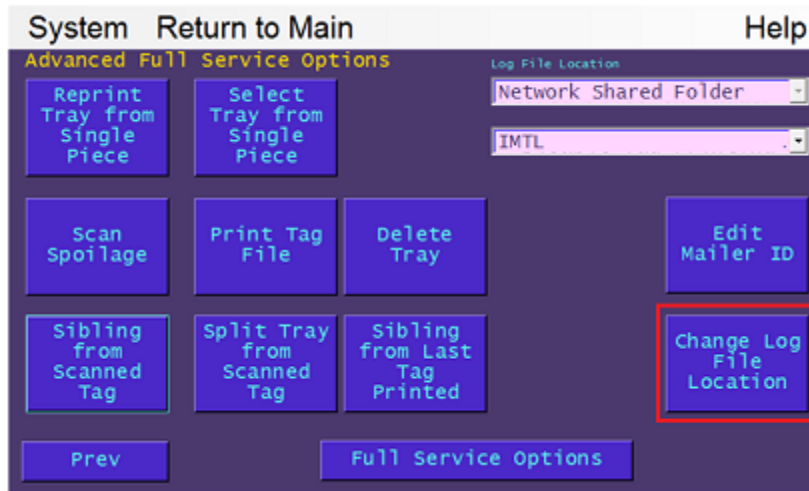 System Return to Main Help
Advanced Full Service Options
Log File Location
Reprint
Tray from
Single
Piece
Select
Tray from
Single
Piece
Network Shared Folder
IMTL
Scan
Spoilage
Print Tag
File
Delete
Tray
Edit
Mailer ID
Sibling
from
Scanned
Tag
Split Tray
from
Scanned
Tag
Sibling
from Last
Tag
Printed
Change Log
File
Location
Prev
Full Service Options